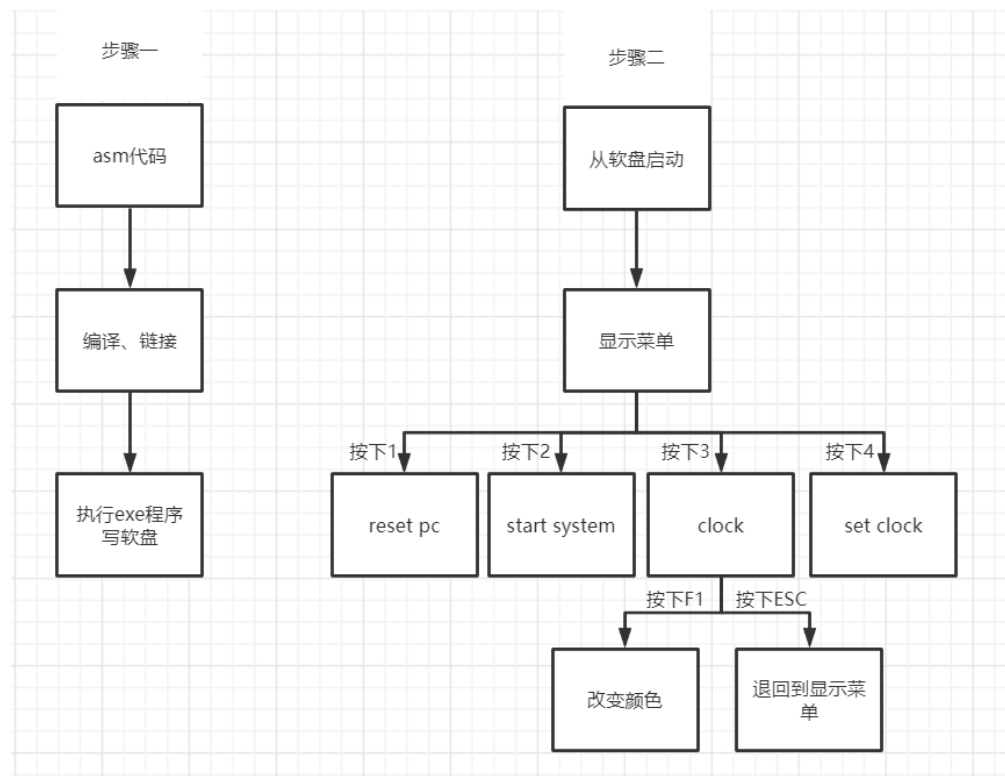 步骤一
步骤二
asm代码
从软盘启动
编译、链接
显示菜单
按下1
按下2
按下3
按下4
执行exe程序
写软盘
reset pc
start system
clock
set clock
按下F1
按下ESC
改变颜色
退回到显示菜
单